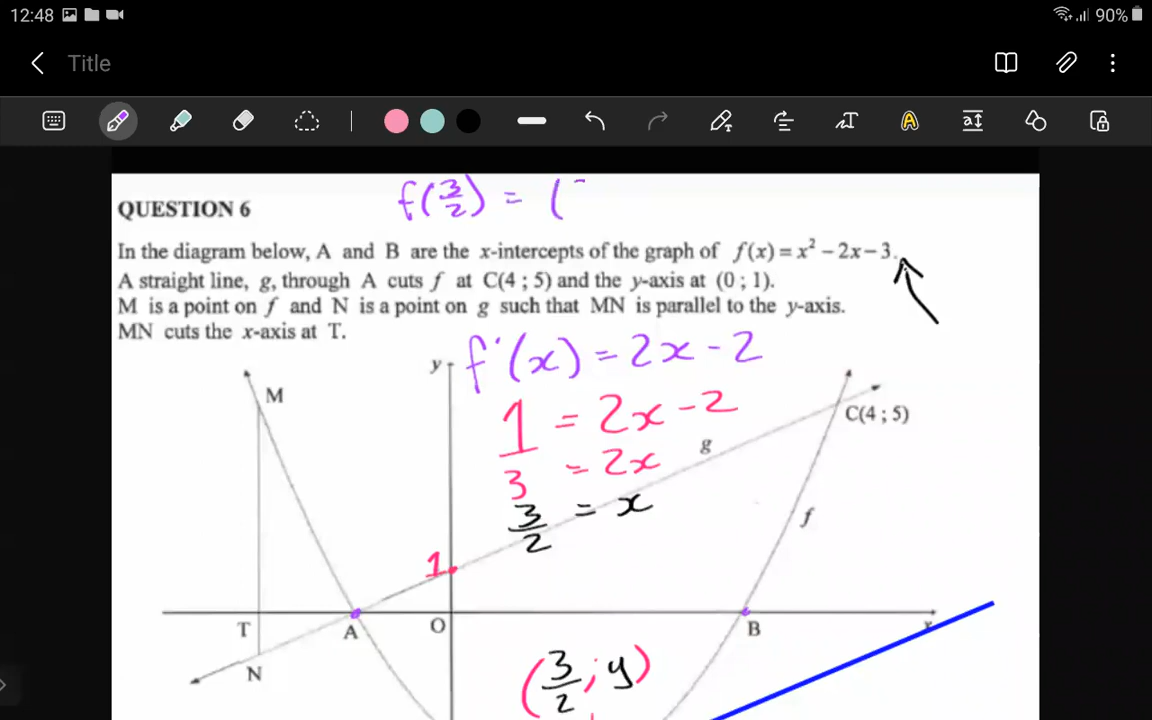 12:48 90%
Title
A
QUESTION 6
f(3/2) = (
In the diagram below, A and B are the x-intercepts of the graph of f(x) = x² − 2x − 3.
A straight line, g, through A cuts f at C(4 ; 5) and the y-axis at (0 ; 1).
M is a point on f and N is a point on g such that MN is parallel to the y-axis.
MN cuts the x-axis at T.
y
f'(x) = 2x - 2
M
1 = 2x - 2
C(4 ; 5)
g
3 = 2x
3/2 = x
f
1
T A O B x
N
(3/2 ; y)